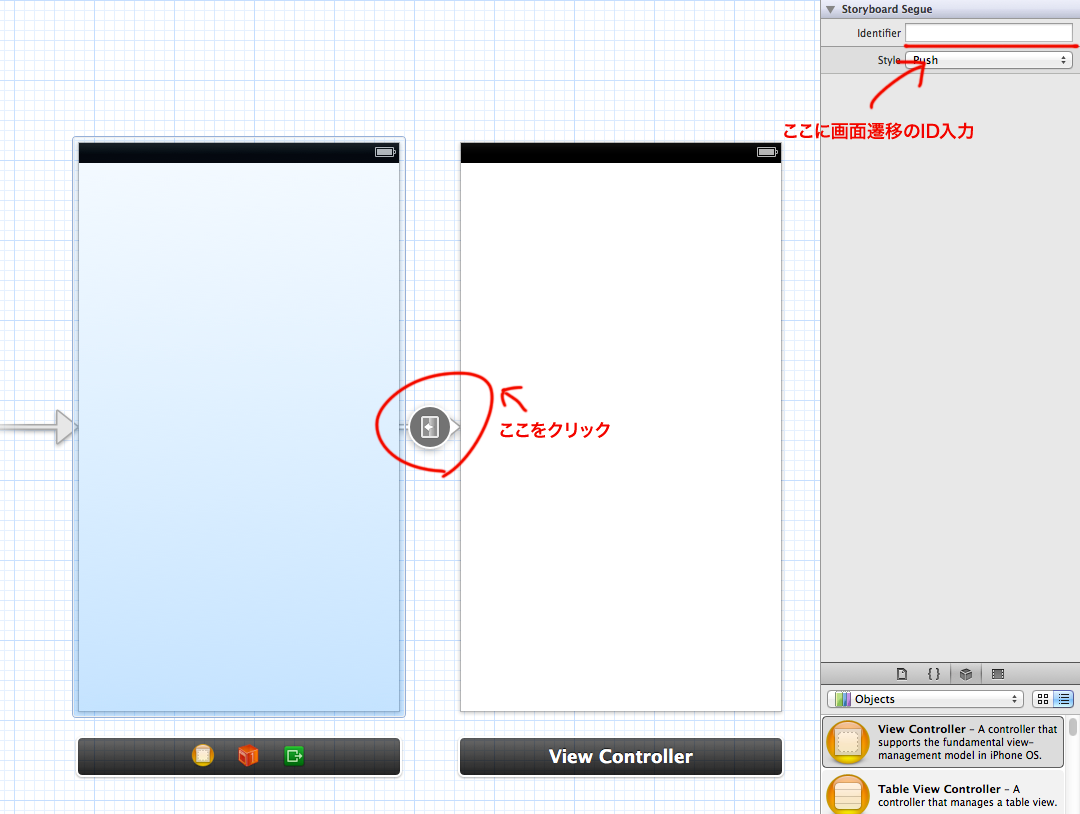 Storyboard Segue
Identifier
Style Push
ここに画面遷移のID入力
ここをクリック
{ }
Objects
View Controller – A controller that
supports the fundamental view-
management model in iPhone OS.
Table View Controller – A
controller that manages a table view.
View Controller